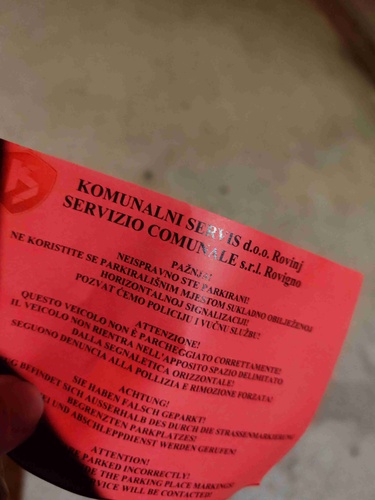 KOMUNALNI SERVIS d.o.o. Rovinj
SERVIZIO COMUNALE s.r.l. Rovigno
PAŽNJA!
NEISPRAVNO STE PARKIRANI!
NE KORISTITE SE PARKIRALIŠNIM MJESTOM SUKLADNO OBILJEŽENOJ
HORIZONTALNOJ SIGNALIZACIJI!
POZVAT ĆEMO POLICIJU I VUČNU SLUŽBU!
ATTENZIONE!
QUESTO VEICOLO NON È PARCHEGGIATO CORRETTAMENTE!
IL VEICOLO NON RIENTRA NELL'APPOSITO SPAZIO DELIMITATO
DALLA SEGNALETICA ORIZZONTALE!
SEGUONO DENUNCIA ALLA POLLIZIA E RIMOZIONE FORZATA!
ACHTUNG!
SIE HABEN FALSCH GEPARKT!
BEFINDET SICH AUSSERHALB DES DURCH DIE STRASSENMARKIERUNG
BEGRENZTEN PARKPLATZES!
UND ABSCHLEPPDIENST WERDEN GERUFEN!
ATTENTION!
PARKED INCORRECTLY!
THE PARKING PLACE MARKINGS!
SERVICE WILL BE CONTACTED!